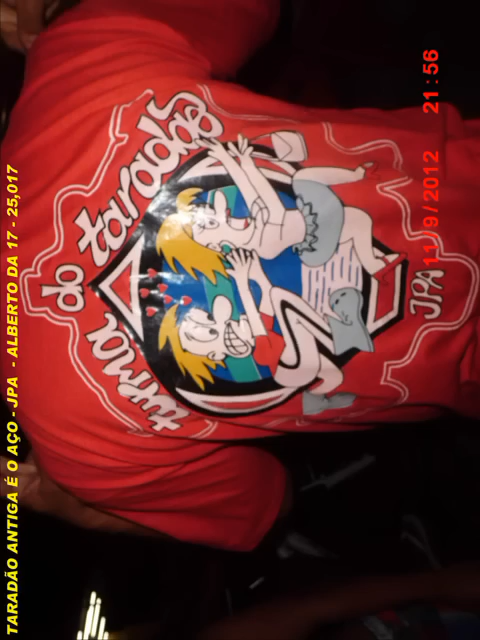 turma do taradão
JPA
11/9/2012 21:56
TARADÃO ANTIGA É O AÇO - JPA - ALBERTO DA 17 - 25,017